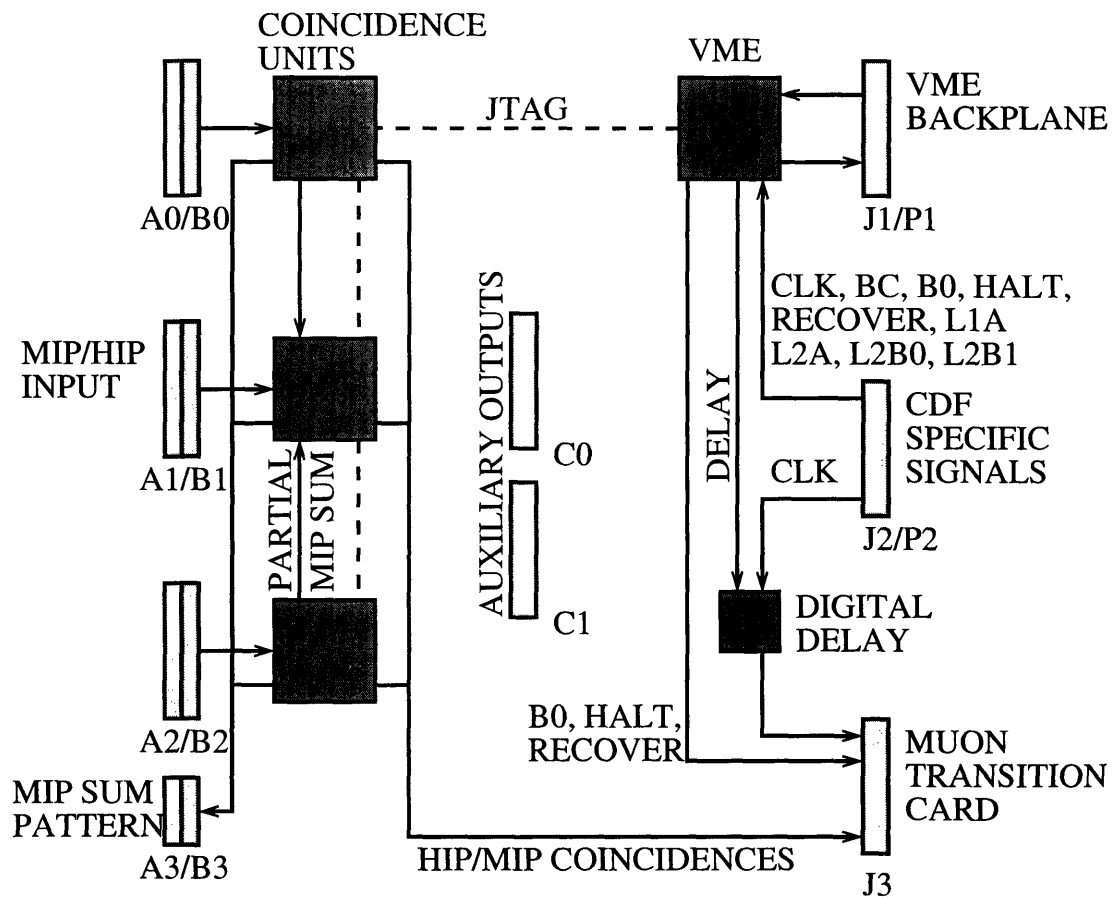 COINCIDENCE
UNITS
VME
JTAG
VME
BACKPLANE
A0/B0
J1/P1
CLK, BC, B0, HALT,
RECOVER, L1A
L2A, L2B0, L2B1
MIP/HIP
INPUT
AUXILIARY OUTPUTS
DELAY
CDF
SPECIFIC
SIGNALS
C0
A1/B1
PARTIAL
MIP SUM
CLK
J2/P2
C1
DIGITAL
DELAY
A2/B2
B0, HALT,
RECOVER
MUON
TRANSITION
CARD
MIP SUM
PATTERN
A3/B3
HIP/MIP COINCIDENCES
J3